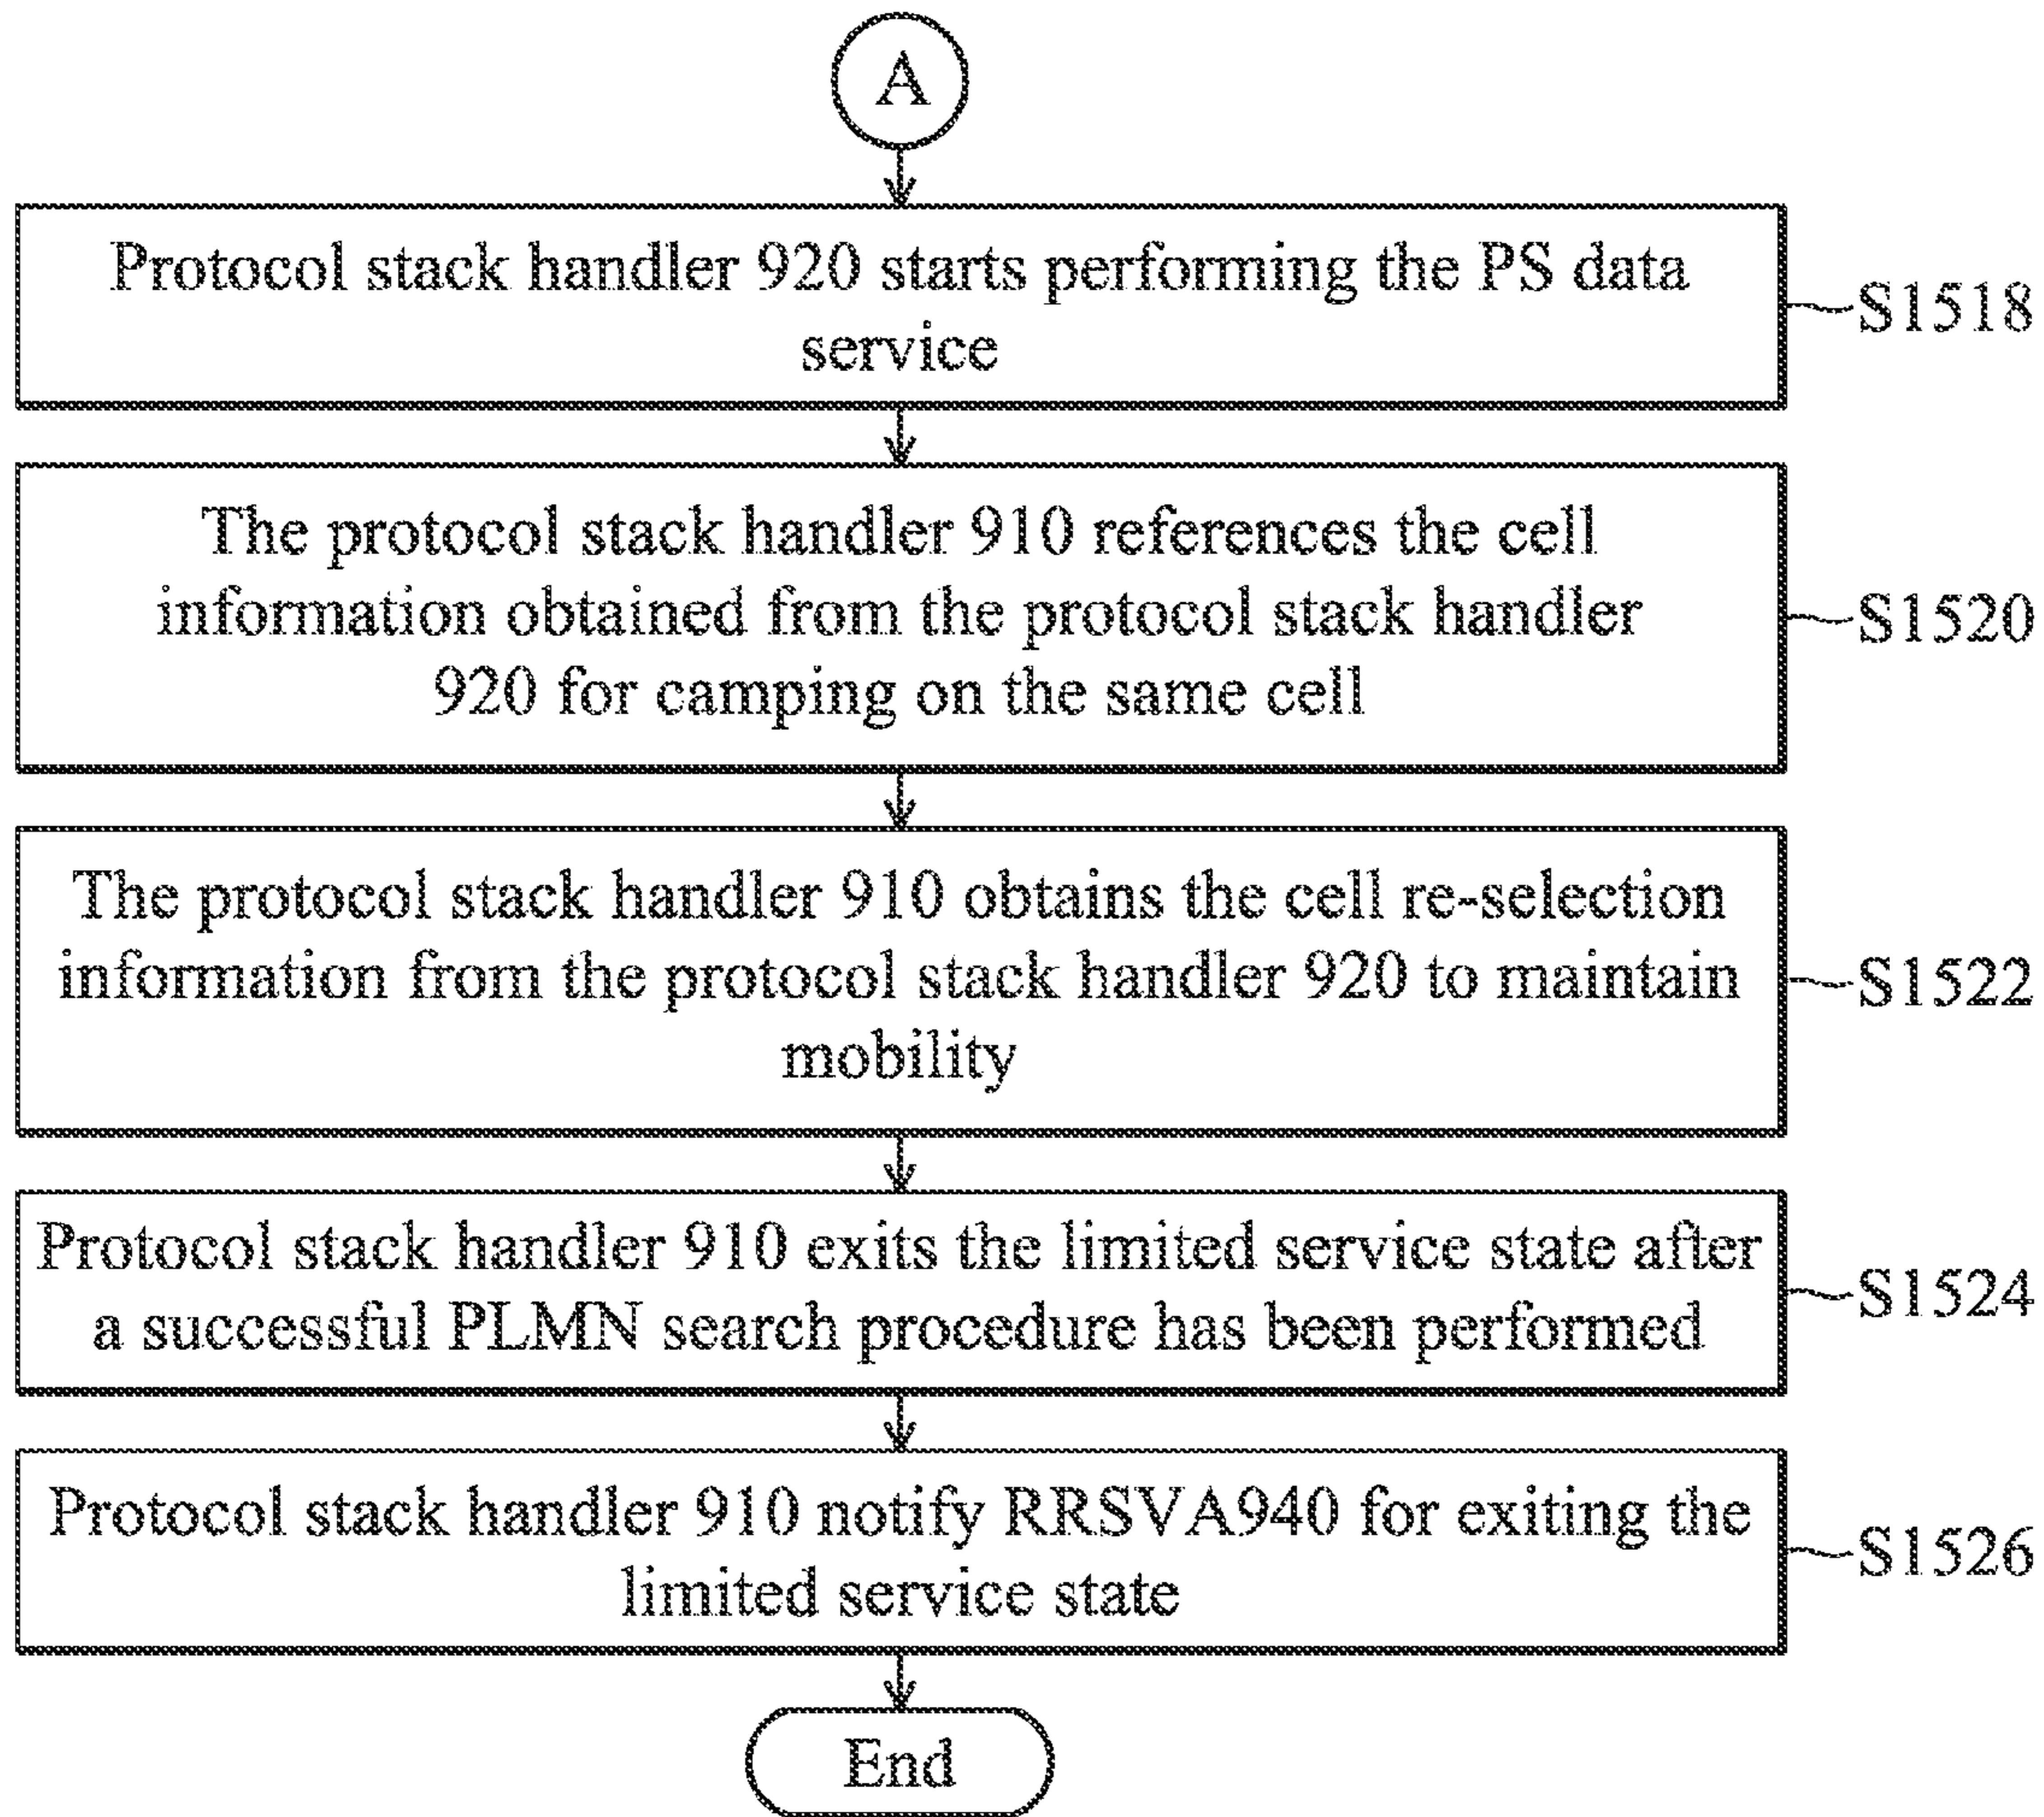 A
Protocol stack handler 920 starts performing the PS data
service
S1518
The protocol stack handler 910 references the cell
information obtained from the protocol stack handler
920 for camping on the same cell
S1520
The protocol stack handler 910 obtains the cell re-selection
information from the protocol stack handler 920 to maintain
mobility
S1522
Protocol stack handler 910 exits the limited service state after
a successful PLMN search procedure has been performed
S1524
Protocol stack handler 910 notify RRSVA940 for exiting the
limited service state
S1526
End